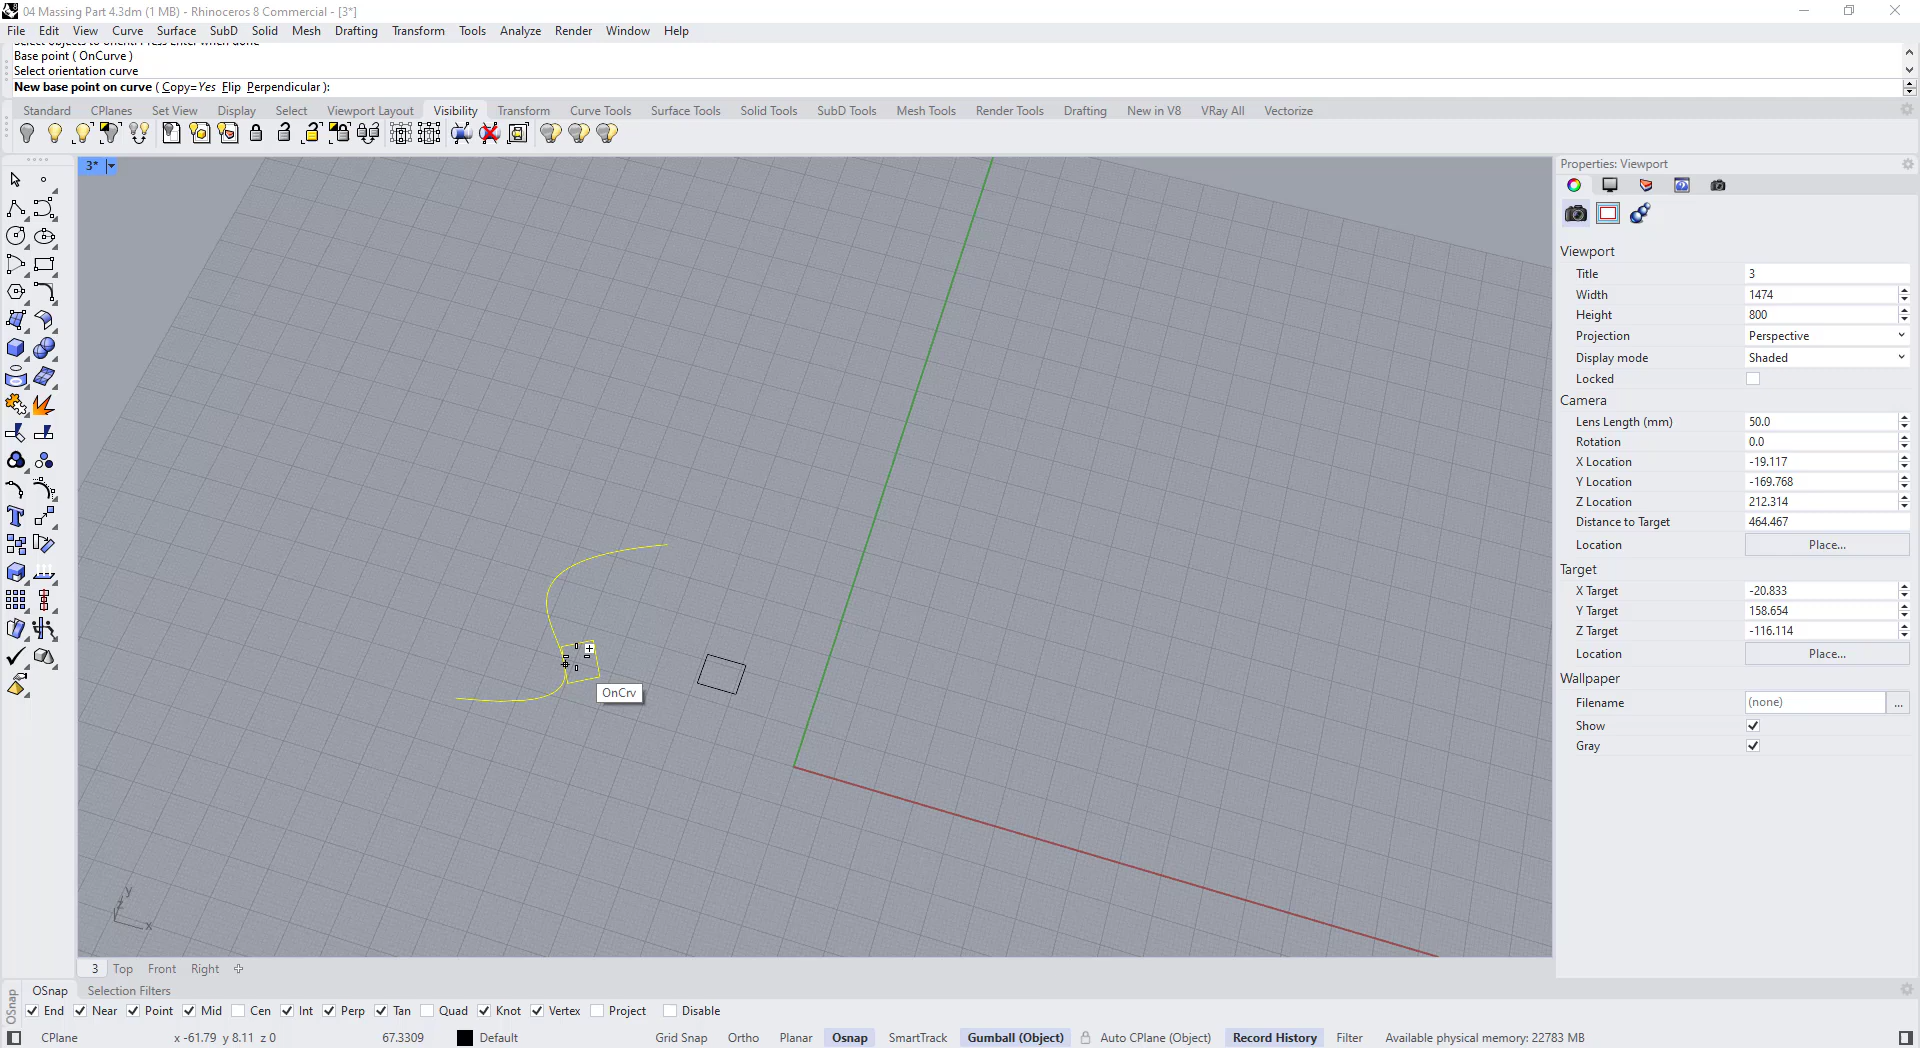 04 Massing Part 4.3dm (1 MB) - Rhinoceros 8 Commercial - [3*]
File Edit View Curve Surface SubD Solid Mesh Drafting Transform Tools Analyze Render Window Help
Base point ( OnCurve )
Select orientation curve
New base point on curve ( Copy=Yes Flip Perpendicular ):
Standard CPlanes Set View Display Select Viewport Layout Visibility Transform Curve Tools Surface Tools Solid Tools SubD Tools Mesh Tools Render Tools Drafting New in V8 VRay All Vectorize
3*
Properties: Viewport
Viewport
Title 3
Width 1474
Height 800
Projection Perspective
Display mode Shaded
Locked
Camera
Lens Length (mm) 50.0
Rotation 0.0
X Location -19.117
Y Location -169.768
Z Location 212.314
Distance to Target 464.467
Location Place...
Target
X Target -20.833
Y Target 158.654
Z Target -116.114
Location Place...
Wallpaper
Filename (none) ...
Show
Gray
OnCrv
y
z
x
3 Top Front Right
OSnap Selection Filters
OSnap
End Near Point Mid Cen Int Perp Tan Quad Knot Vertex Project Disable
CPlane x -61.79 y 8.11 z 0 67.3309 Default Grid Snap Ortho Planar Osnap SmartTrack Gumball (Object) Auto CPlane (Object) Record History Filter Available physical memory: 22783 MB